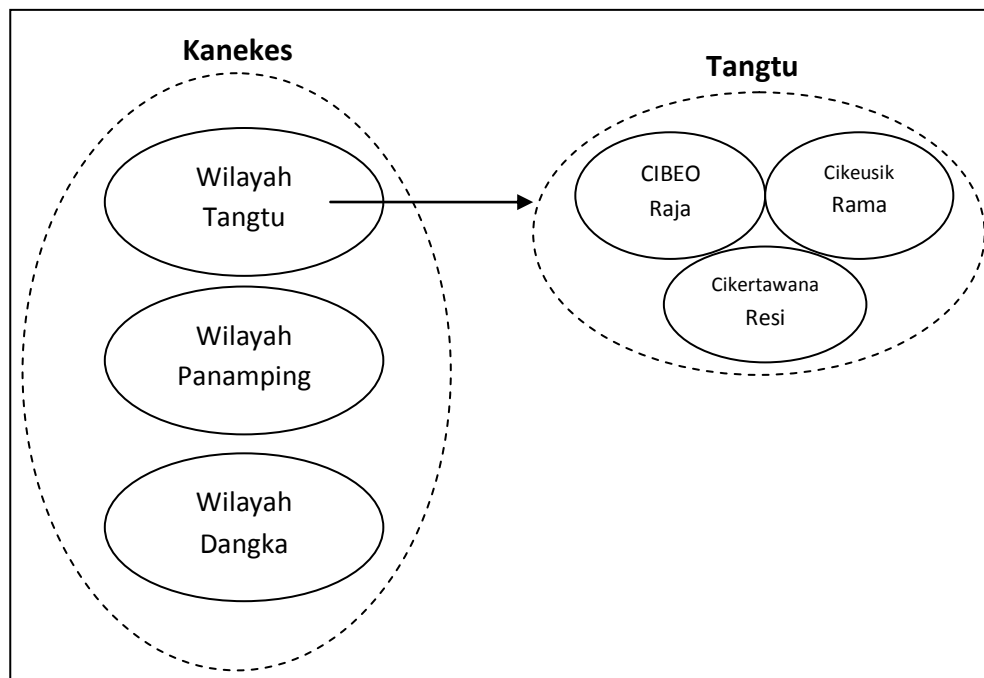 Kanekes
Wilayah
Tangtu
Wilayah
Panamping
Wilayah
Dangka
Tangtu
CIBEO
Raja
Cikeusik
Rama
Cikertawana
Resi